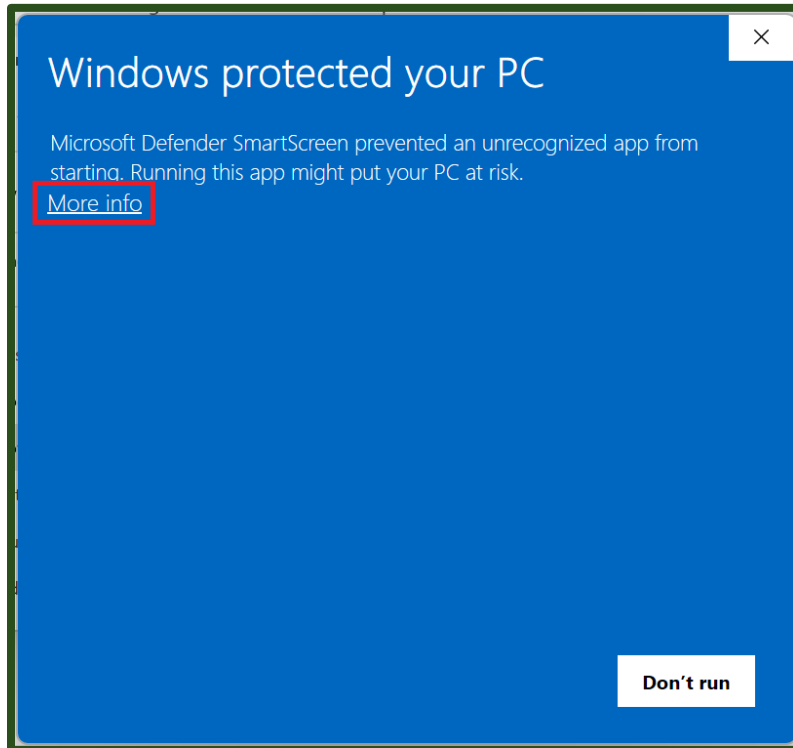 Windows protected your PC
Microsoft Defender SmartScreen prevented an unrecognized app from
starting. Running this app might put your PC at risk.
More info
Don't run